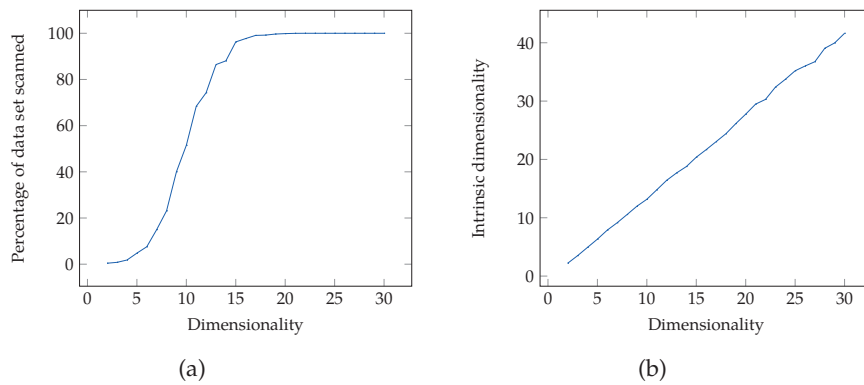 Percentage of data set scanned
100
80
60
40
20
0
0 5 10 15 20 25 30
Dimensionality
(a)
Intrinsic dimensionality
40
30
20
10
0
0 5 10 15 20 25 30
Dimensionality
(b)